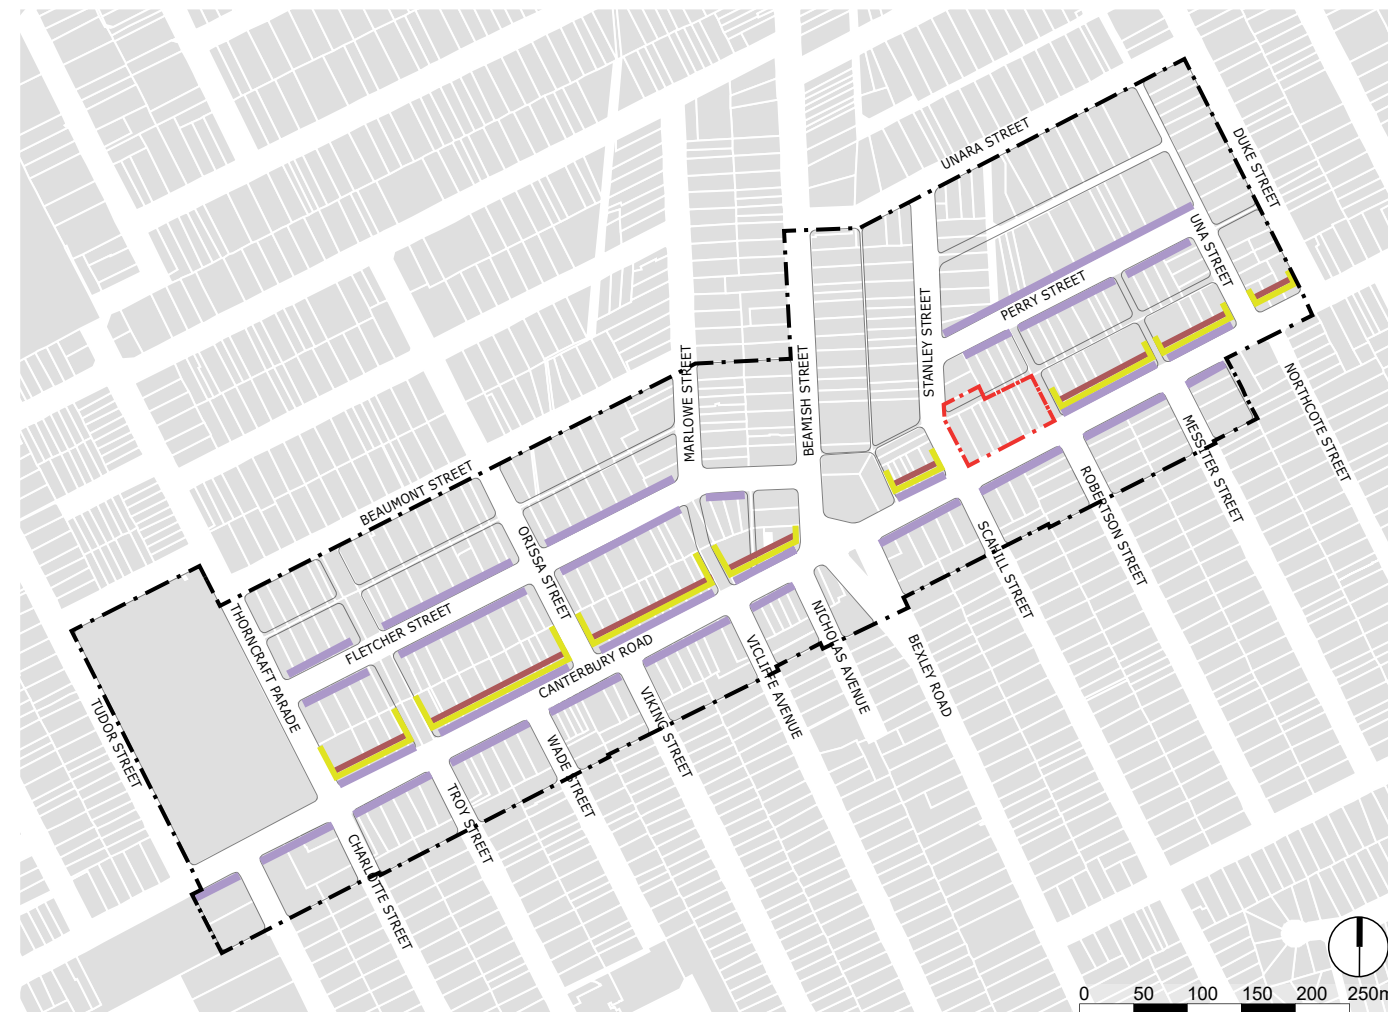 UNARA STREET
DUKE STREET
UNA STREET
PERRY STREET
STANLEY STREET
BEAMISH STREET
MARLOWE STREET
NORTHCOTE STREET
MESSITER STREET
ROBERTSON STREET
SCAHILL STREET
BEAUMONT STREET
ORISSA STREET
FLETCHER STREET
THORNCRAFT PARADE
CANTERBURY ROAD
NICHOLAS AVENUE
BEXLEY ROAD
VICLIFFE AVENUE
VIKING STREET
TUDOR STREET
WADE STREET
TROY STREET
CHARLOTTE STREET
0 50 100 150 200 250m